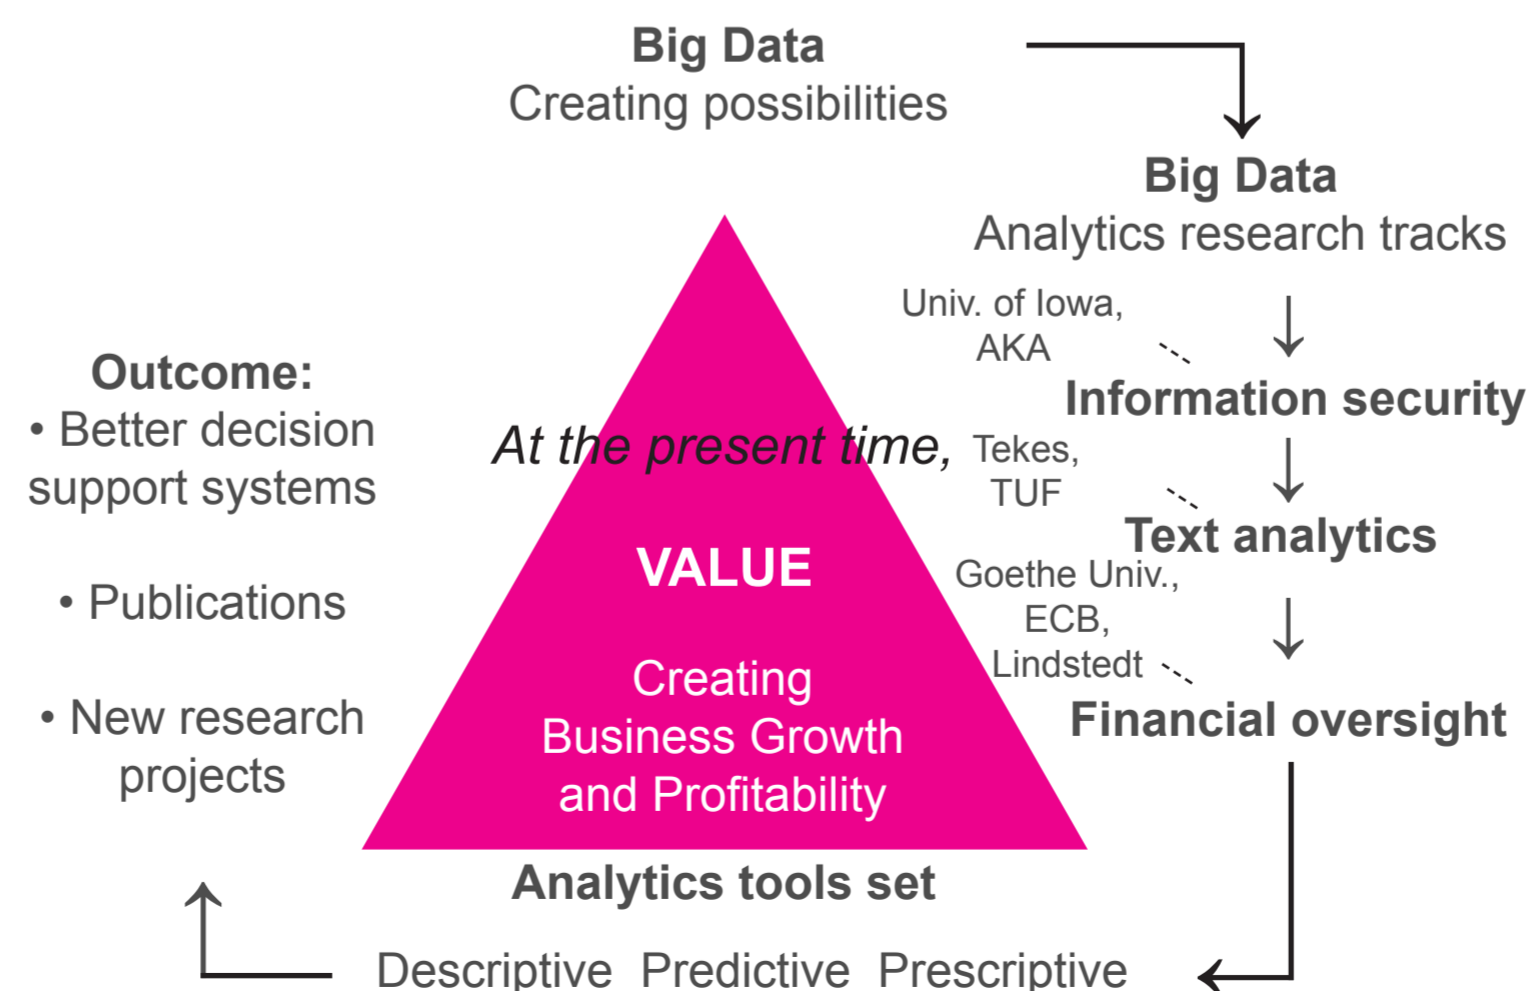 Big Data
Creating possibilities
Big Data
Analytics research tracks
Univ. of Iowa,
AKA
Information security
Tekes,
TUF
Text analytics
Goethe Univ.,
ECB,
Lindstedt
Financial oversight
Outcome:
• Better decision
support systems
• Publications
• New research
projects
At the present time,
VALUE
Creating
Business Growth
and Profitability
Analytics tools set
Descriptive Predictive Prescriptive